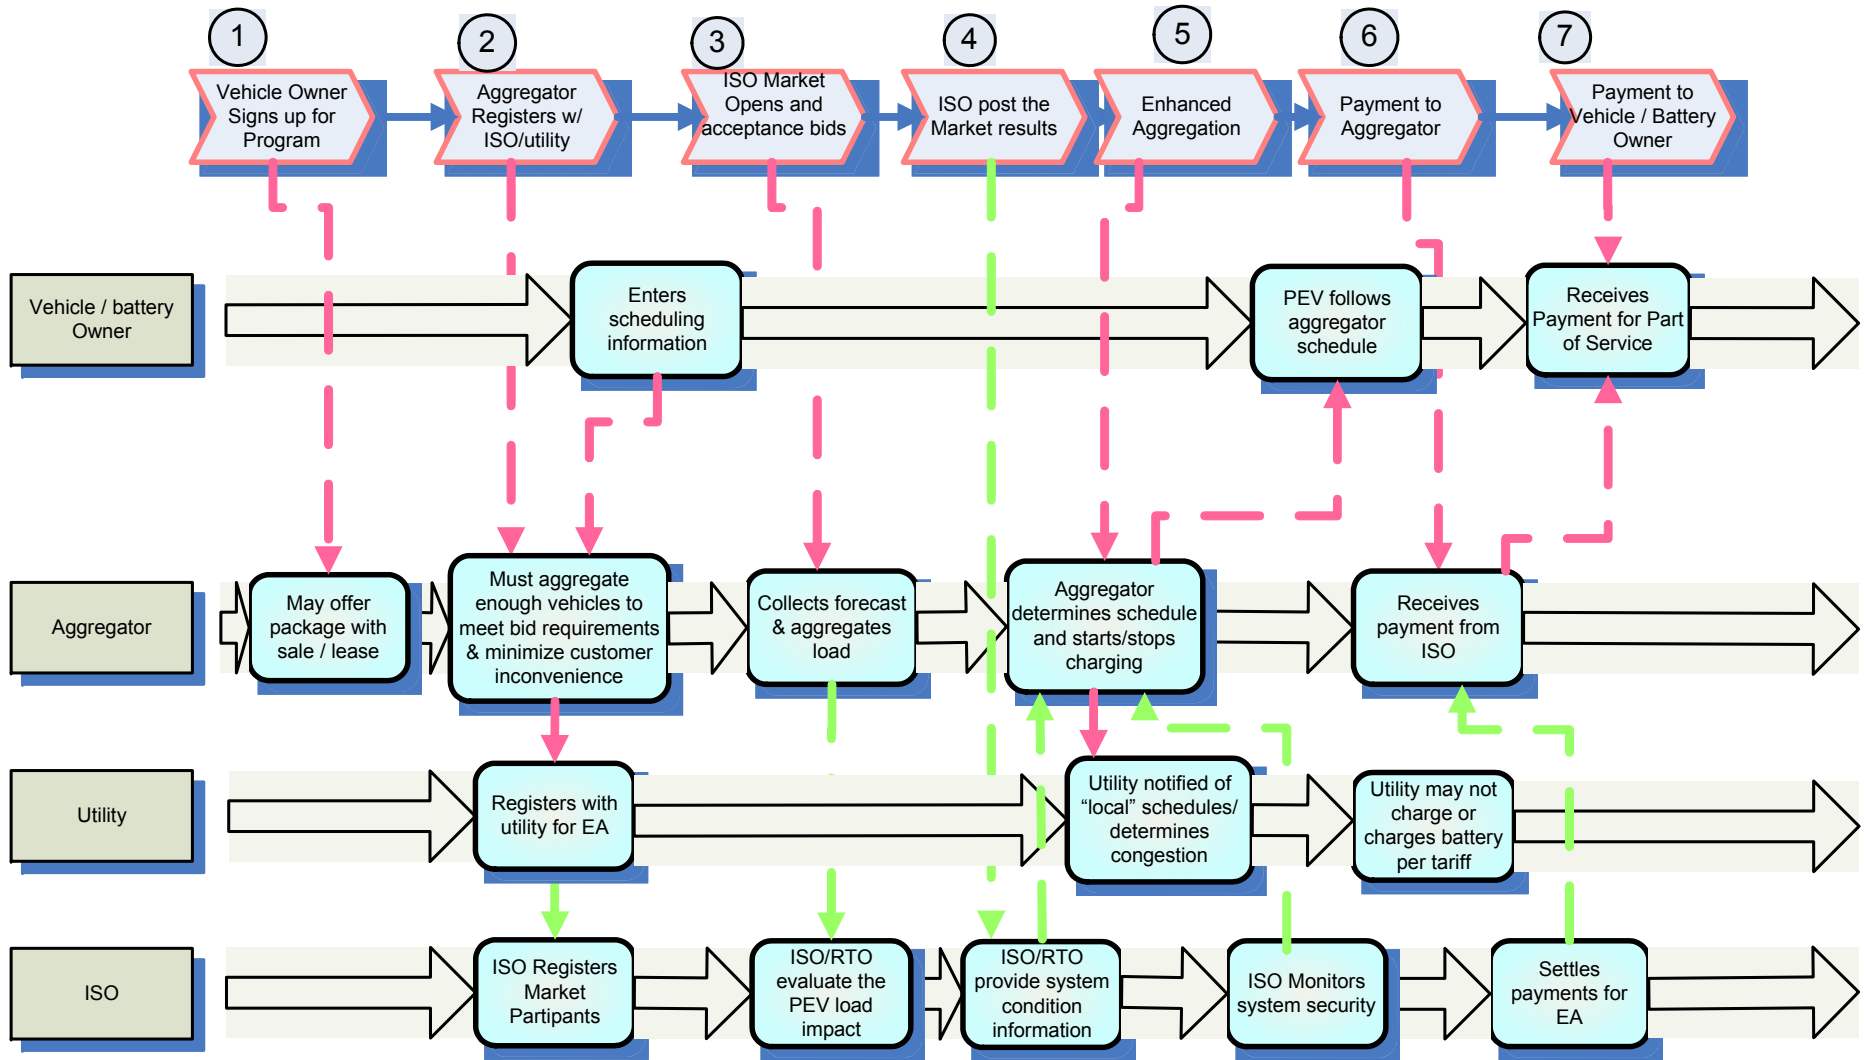 1
2
3
4
5
6
7
Vehicle Owner
Signs up for
Program
Aggregator
Registers w/
ISO/utility
ISO Market
Opens and
acceptance bids
ISO post the
Market results
Enhanced
Aggregation
Payment to
Aggregator
Payment to
Vehicle / Battery
Owner
Vehicle / battery
Owner
Enters
scheduling
information
PEV follows
aggregator
schedule
Receives
Payment for Part
of Service
Aggregator
May offer
package with
sale / lease
Must aggregate
enough vehicles to
meet bid requirements
& minimize customer
inconvenience
Collects forecast
& aggregates
load
Aggregator
determines schedule
and starts/stops
charging
Receives
payment from
ISO
Utility
Registers with
utility for EA
Utility notified of
“local” schedules/
determines
congestion
Utility may not
charge or
charges battery
per tariff
ISO
ISO Registers
Market
Partipants
ISO/RTO
evaluate the
PEV load
impact
ISO/RTO
provide system
condition
information
ISO Monitors
system security
Settles
payments for
EA